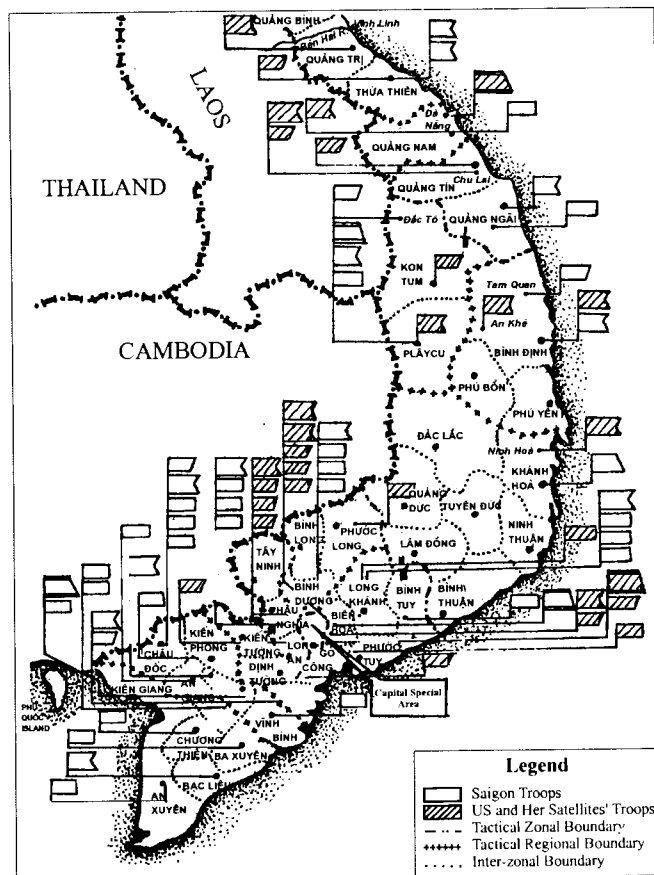 QUẢNG BÌNH
Vĩnh Linh
Bến Hải R.
QUẢNG TRỊ
LAOS
THỪA THIÊN
Đà
Nẵng
THAILAND
QUẢNG NAM
Chu Lai
QUẢNG TÍN
Đắc Tô
QUẢNG NGÃI
KON
TUM
Tam Quan
An Khê
CAMBODIA
PLÂYCU
BÌNH ĐỊNH
PHÚ BỔN
PHÚ YÊN
ĐẮC LẮC
Ninh Hoà
KHÁNH
HOÀ
QUẢNG
ĐỨC
TUYÊN ĐỨC
BÌNH
LONG
PHƯỚC
LONG
NINH
THUẬN
TÂY
NINH
LÂM ĐỒNG
BÌNH
DƯƠNG
LONG
KHÁNH
BÌNH
TUY
BÌNH
THUẬN
HẬU
NGHĨA
BIÊN
HOÀ
KIẾN
PHONG
KIẾN
TƯỜNG
LONG
AN
GÒ
CÔNG
PHƯỚC
TUY
CHÂU
ĐỐC
ĐỊNH
TƯỜNG
AN
GIANG
KIÊN GIANG
Capital Special
Area
PHÚ
QUỐC
ISLAND
VĨNH
BÌNH
CHƯƠNG
THIỆN
BA XUYÊN
BẠC LIÊU
AN
XUYÊN
Legend
Saigon Troops
US and Her Satellites' Troops
Tactical Zonal Boundary
Tactical Regional Boundary
Inter-zonal Boundary